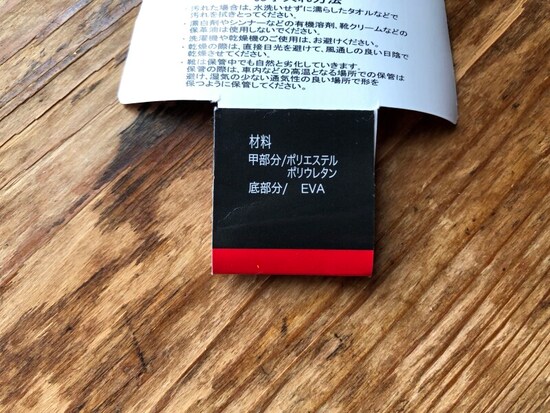 ・汚れた場合は、水洗いせずに濡らしたタオルなどで
汚れを拭きとってください。
・漂白剤やシンナーなどの有機溶剤、靴クリームなどの
保革油は使用しないでください。
・洗濯機や乾燥機のご使用は、お避けください。
・乾燥の際は、直接日光を避けて、風通しの良い日陰で
乾燥させてください。
・靴は保管中でも自然と劣化していきます。
保管の際は、車内などの高温となる場所での保管は
避け、湿気の少ない通気性の良い場所で形を
保つように保管してください。
材料
甲部分/ポリエステル
ポリウレタン
底部分/ EVA